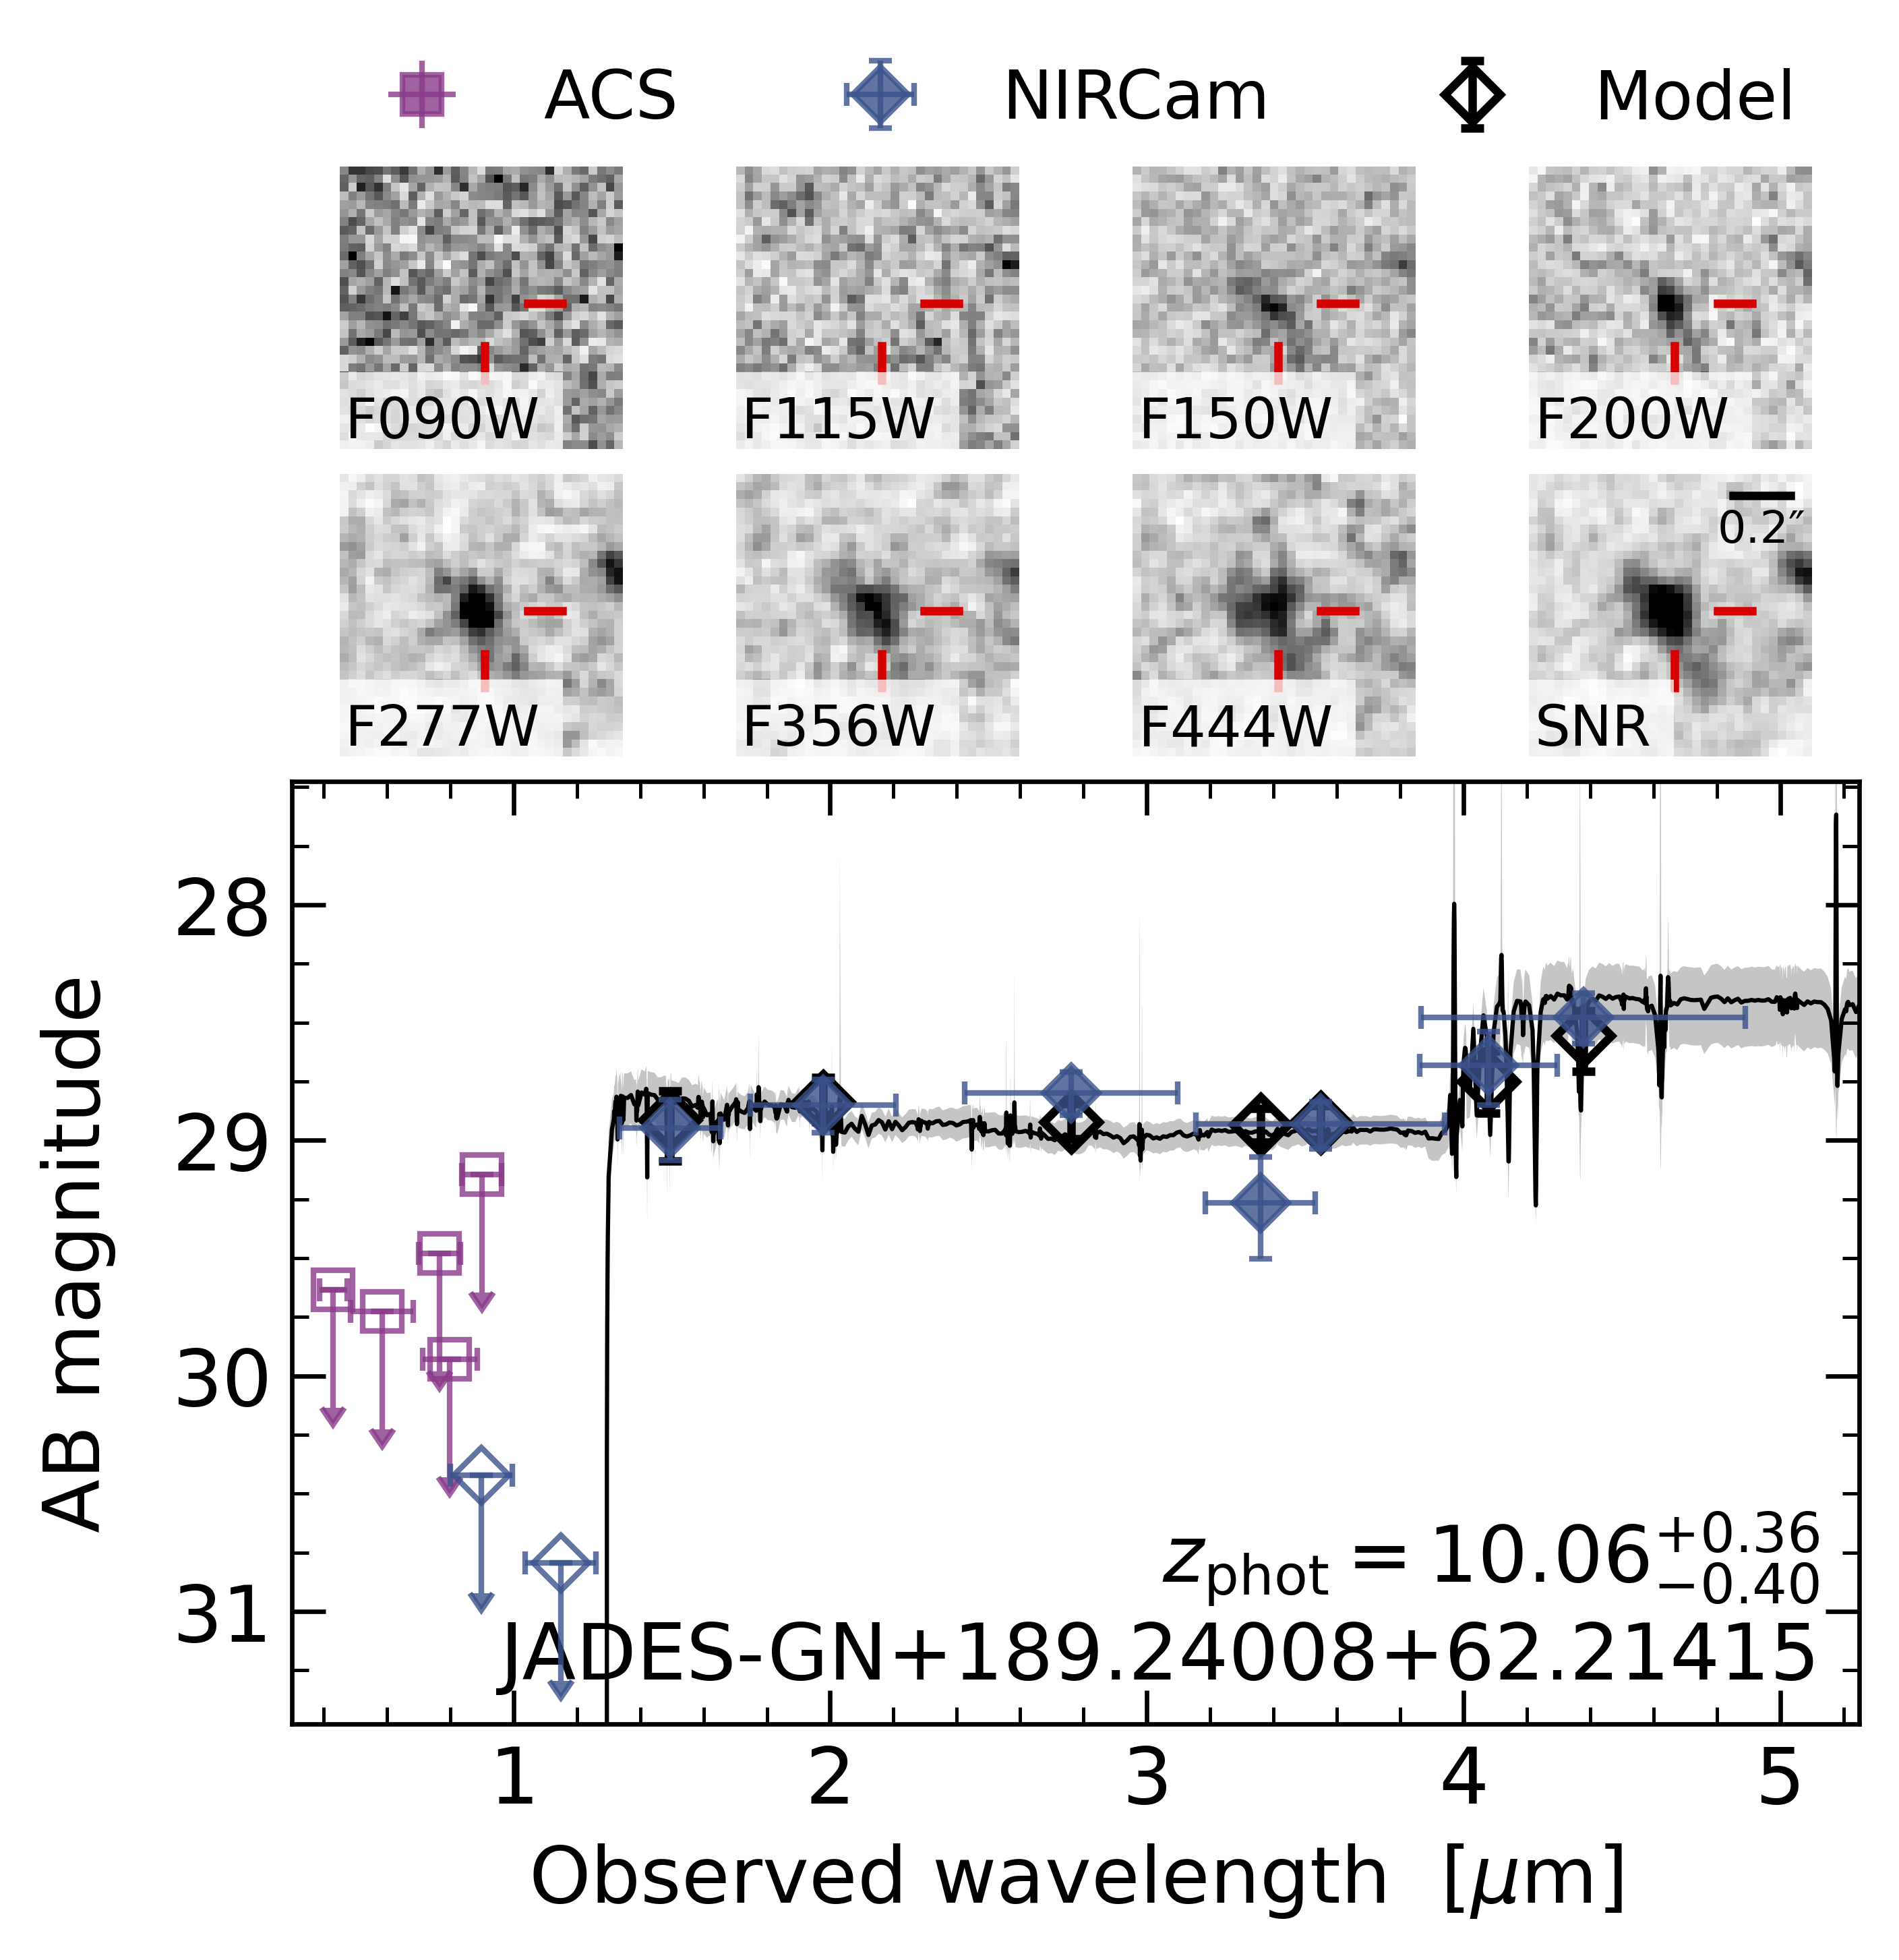 ACS NIRCam Model
F090W F115W F150W F200W
0.2″
F277W F356W F444W SNR
28
29
30
31
AB magnitude
z_phot = 10.06 +0.36 −0.40
JADES-GN+189.24008+62.21415
1 2 3 4 5
Observed wavelength [μm]